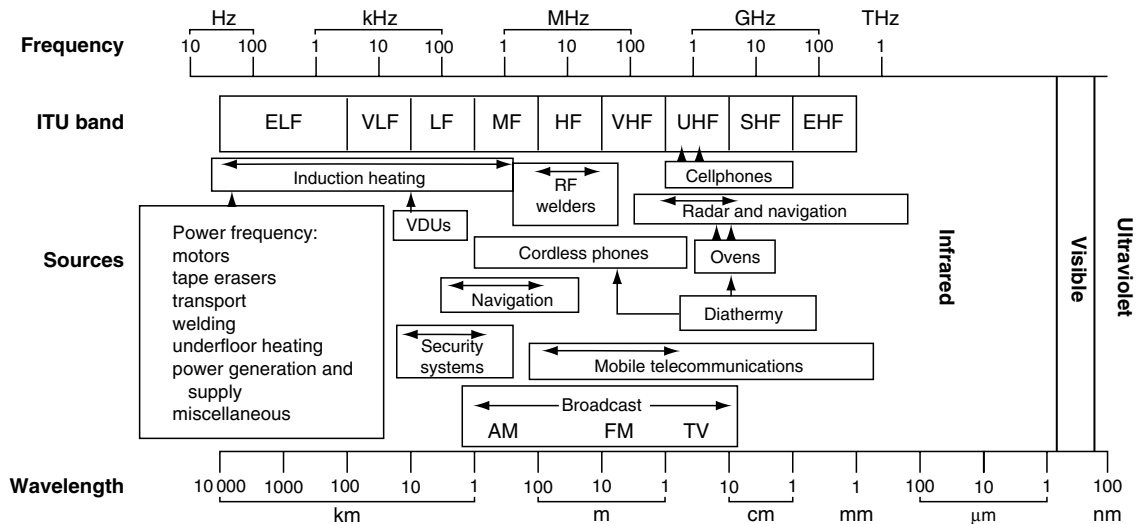 Hz kHz MHz GHz THz
Frequency 10 100 1 10 100 1 10 100 1 10 100 1
ITU band ELF VLF LF MF HF VHF UHF SHF EHF
Induction heating
RF
welders
Cellphones
VDUs
Radar and navigation
Sources
Power frequency:
motors
tape erasers
transport
welding
underfloor heating
power generation and
supply
miscellaneous
Cordless phones
Ovens
Navigation
Diathermy
Security
systems
Mobile telecommunications
Broadcast
AM FM TV
Infrared
Visible
Ultraviolet
Wavelength 10 000 1000 100 10 1 100 10 1 10 1 1 100 10 1 100
km m cm mm μm nm